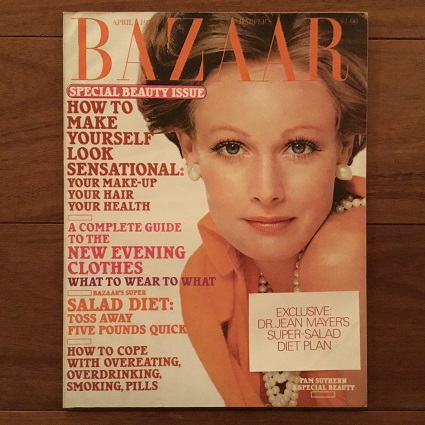 APRIL
HARPER'S
$1.00
BAZAAR
SPECIAL BEAUTY ISSUE
HOW TO
MAKE
YOURSELF
LOOK
SENSATIONAL:
YOUR MAKE-UP
YOUR HAIR
YOUR HEALTH
A COMPLETE GUIDE
TO THE
NEW EVENING
CLOTHES
WHAT TO WEAR TO WHAT
BAZAAR'S SUPER
SALAD DIET:
TOSS AWAY
FIVE POUNDS QUICK
HOW TO COPE
WITH OVEREATING,
OVERDRINKING,
SMOKING, PILLS
EXCLUSIVE:
DR. JEAN MAYER'S
SUPER-SALAD
DIET PLAN
PAM SUTHERN
A SPECIAL BEAUTY